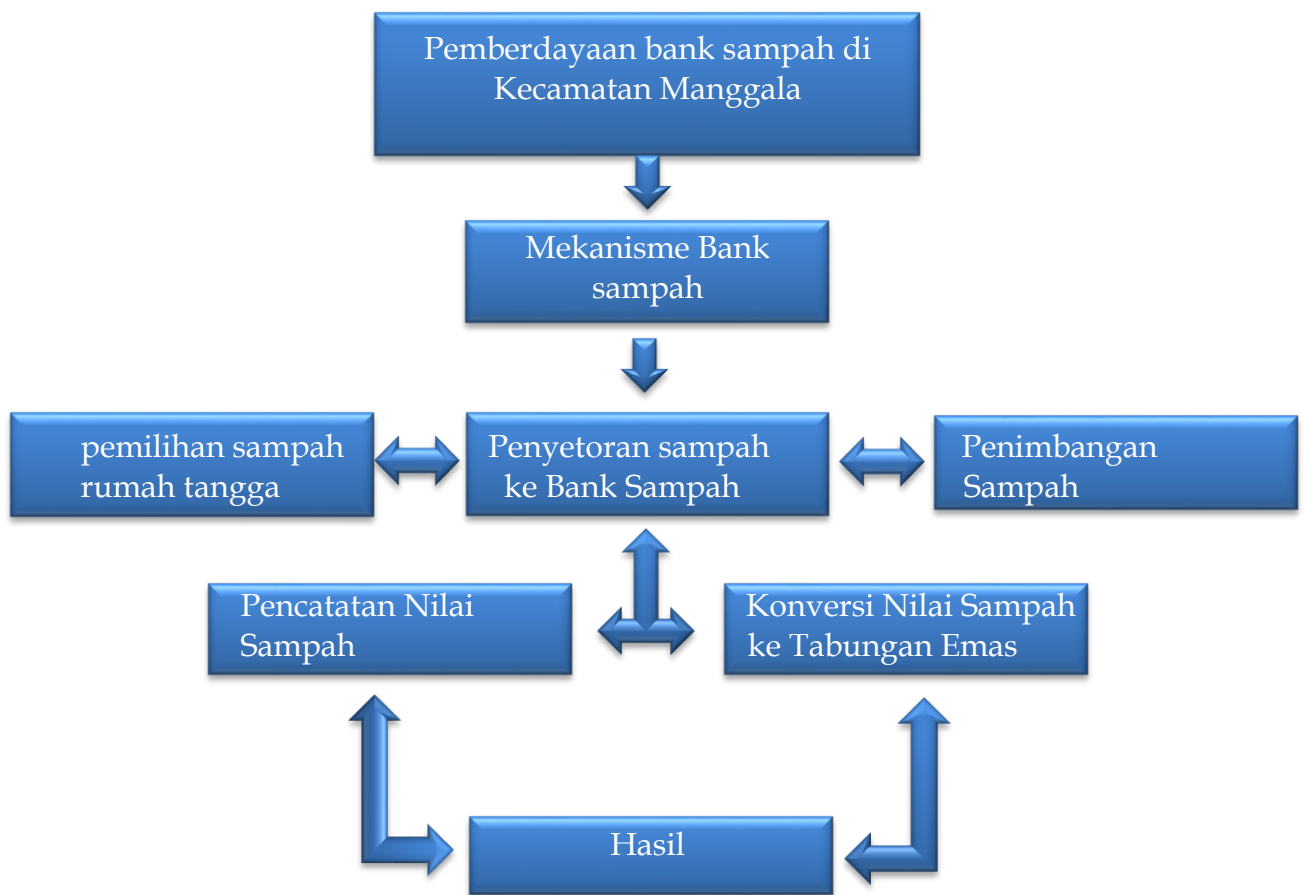 Pemberdayaan bank sampah di
Kecamatan Manggala
Mekanisme Bank
sampah
pemilihan sampah
rumah tangga
Penyetoran sampah
ke Bank Sampah
Penimbangan
Sampah
Pencatatan Nilai
Sampah
Konversi Nilai Sampah
ke Tabungan Emas
Hasil